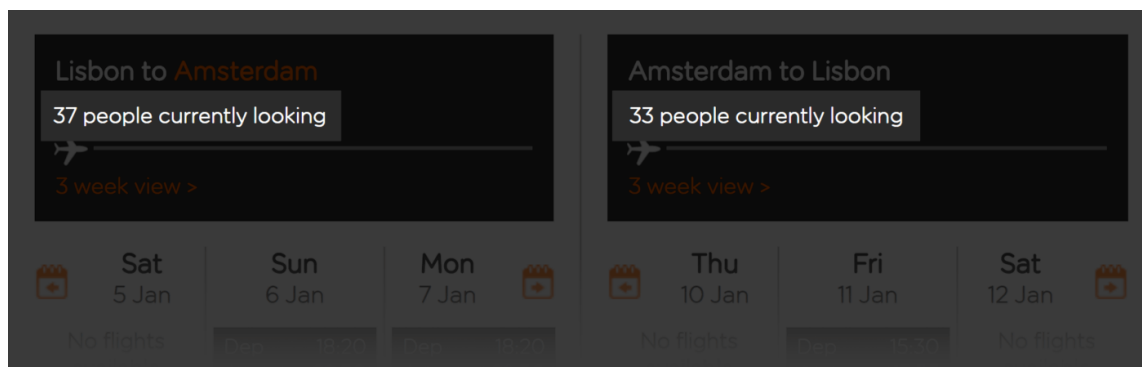 Lisbon to Amsterdam
37 people currently looking
3 week view >
Sat
5 Jan
No flights
Sun
6 Jan
Dep 18:20
Mon
7 Jan
Dep 18:20
Amsterdam to Lisbon
33 people currently looking
3 week view >
Thu
10 Jan
No flights
Fri
11 Jan
Dep 15:30
Sat
12 Jan
No flights